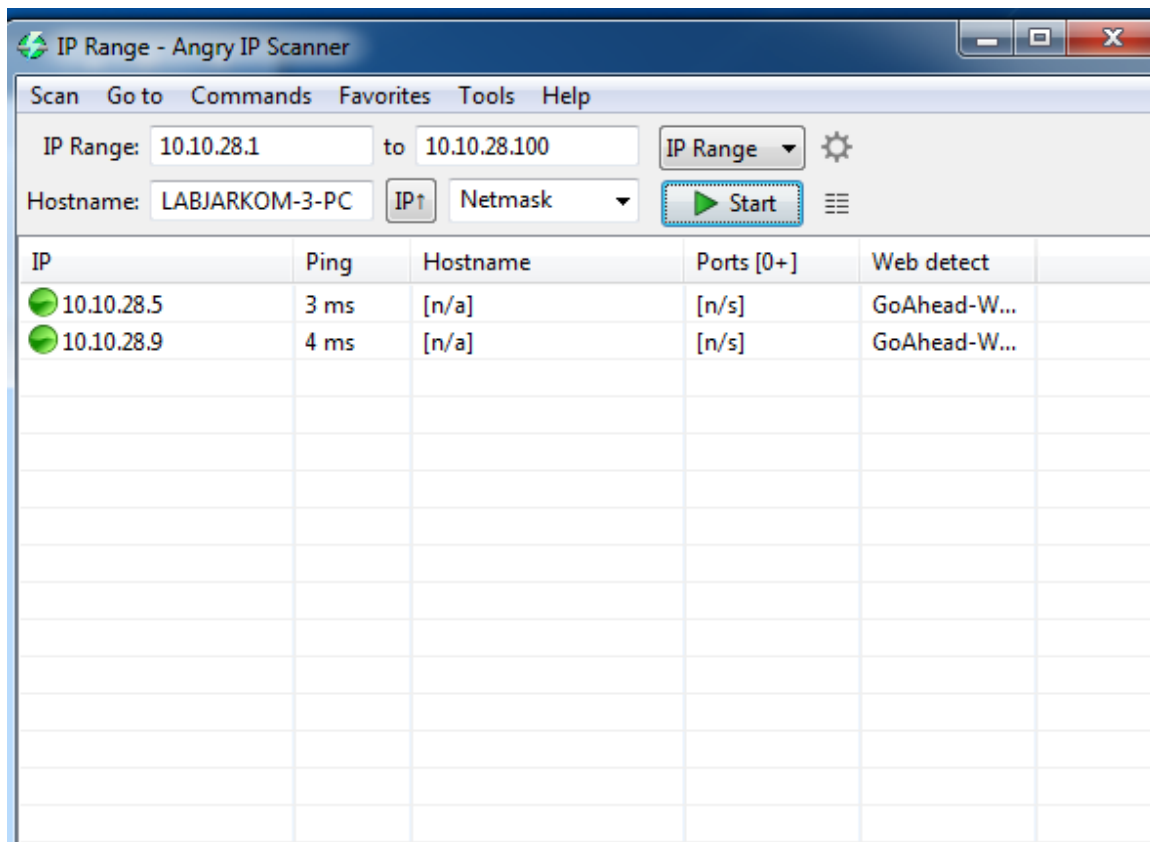 IP Range - Angry IP Scanner
Scan Go to Commands Favorites Tools Help
IP Range: 10.10.28.1 to 10.10.28.100 IP Range
Hostname: LABJARKOM-3-PC IP↑ Netmask Start
IP Ping Hostname Ports [0+] Web detect
10.10.28.5 3 ms [n/a] [n/s] GoAhead-W...
10.10.28.9 4 ms [n/a] [n/s] GoAhead-W...